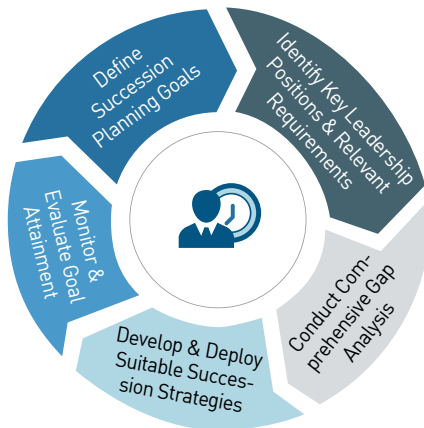 Define
Succession
Planning Goals
Identify Key Leadership
Positions & Relevant
Requirements
Conduct Com-
prehensive Gap
Analysis
Develop & Deploy
Suitable Succes-
sion Strategies
Monitor &
Evaluate Goal
Attainment